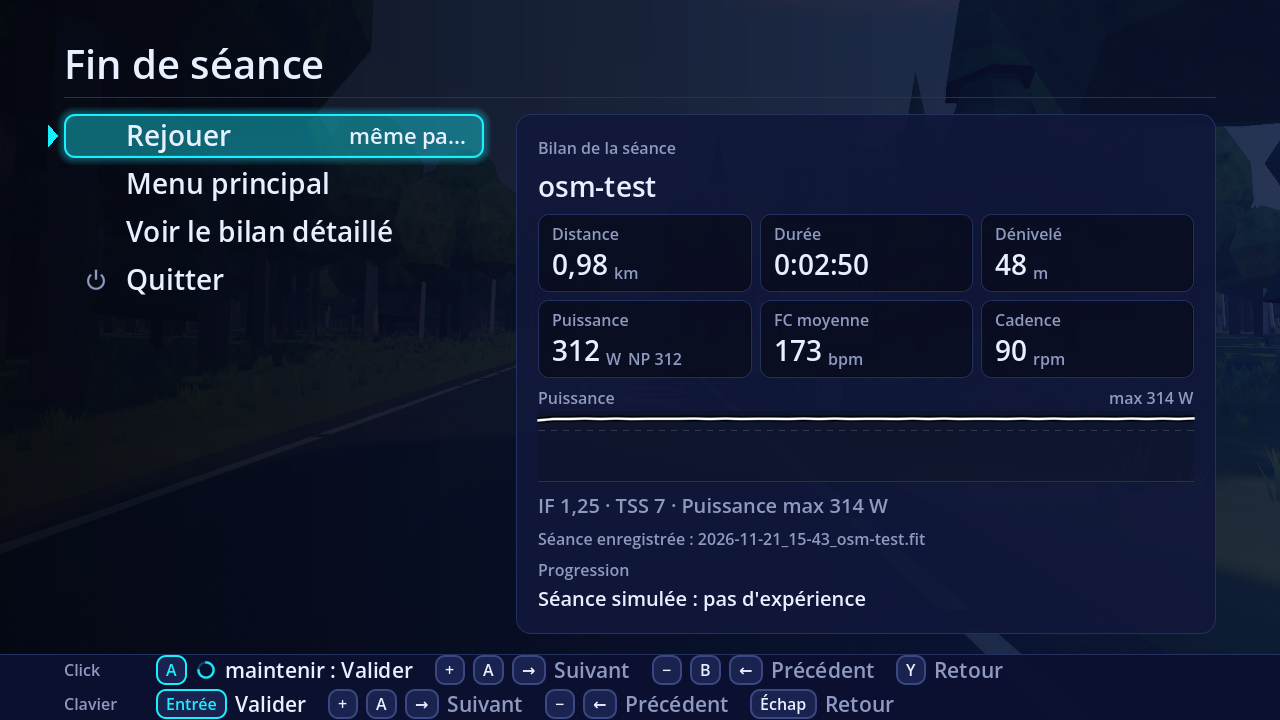 Fin de séance
Rejouer même pa...
Menu principal
Voir le bilan détaillé
Quitter
Bilan de la séance
osm-test
Distance
0,98 km
Durée
0:02:50
Dénivelé
48 m
Puissance
312 W NP 312
FC moyenne
173 bpm
Cadence
90 rpm
Puissance max 314 W
IF 1,25 · TSS 7 · Puissance max 314 W
Séance enregistrée : 2026-11-21_15-43_osm-test.fit
Progression
Séance simulée : pas d'expérience
Click A maintenir : Valider + A → Suivant − B ← Précédent Y Retour
Clavier Entrée Valider + A → Suivant − ← Précédent Échap Retour